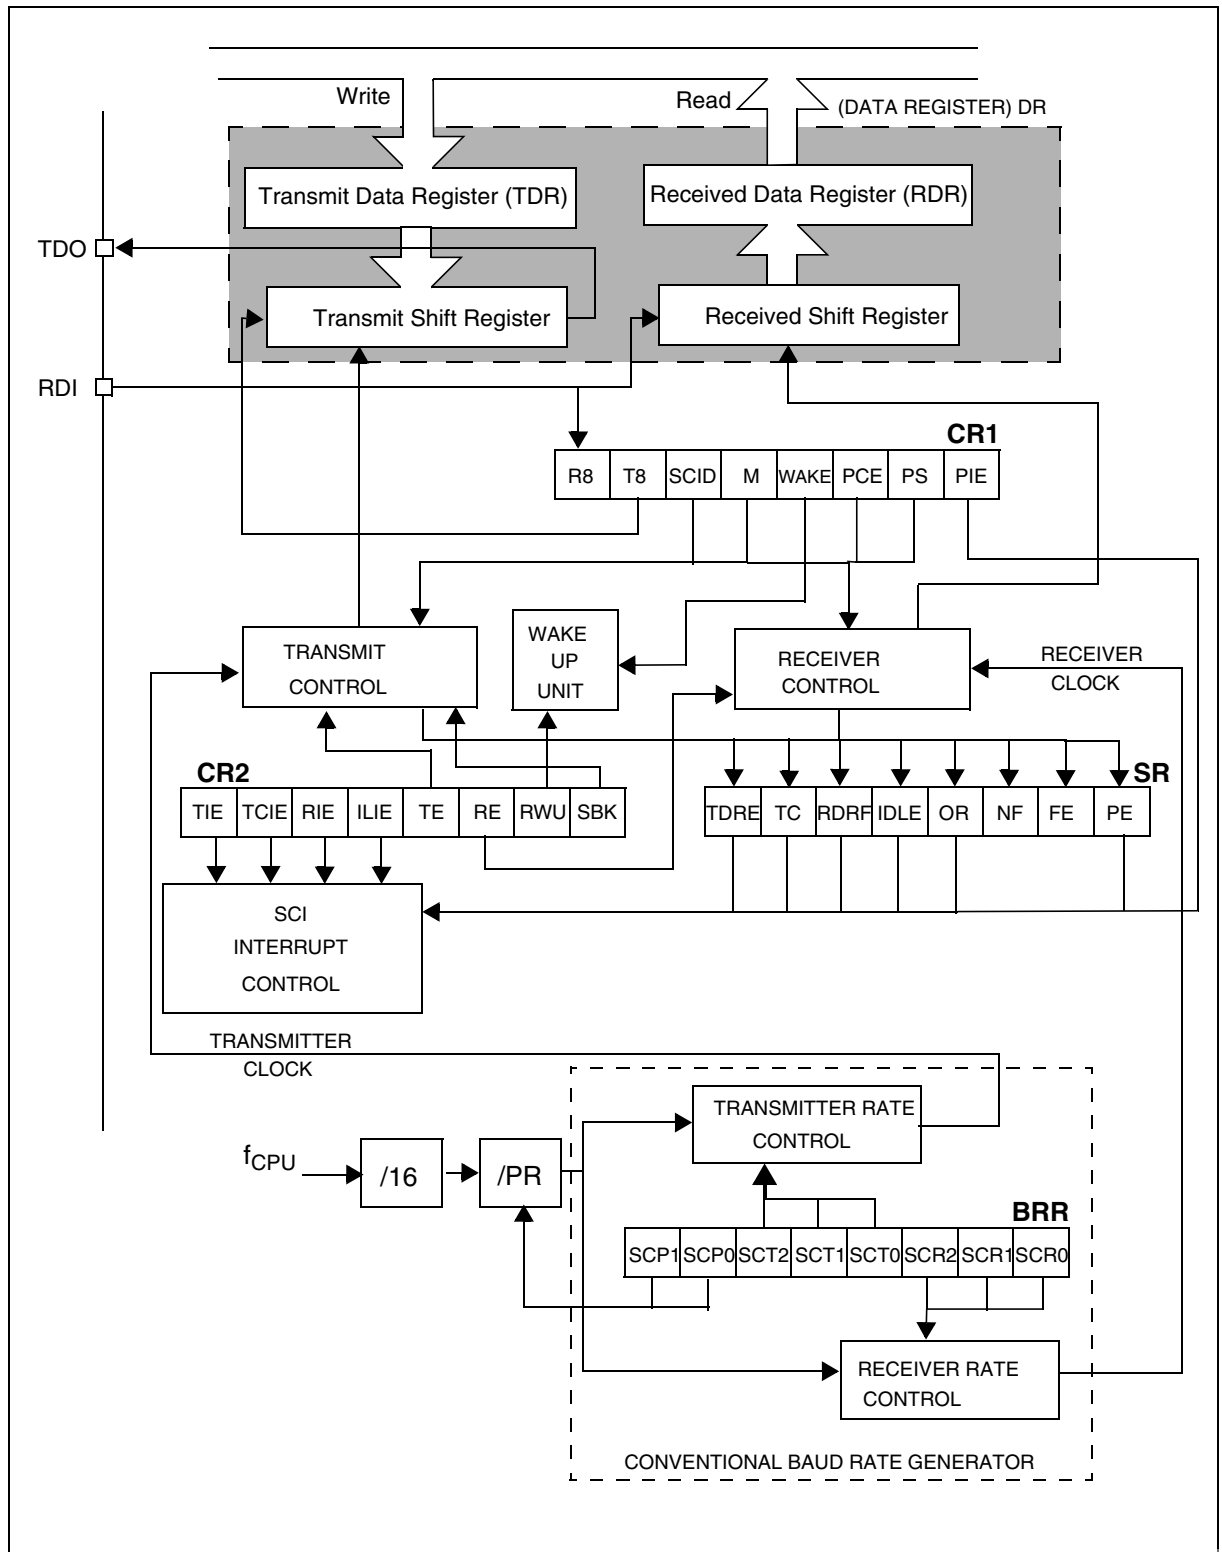 Write
Read
(DATA REGISTER) DR
Transmit Data Register (TDR)
Received Data Register (RDR)
TDO
Transmit Shift Register
Received Shift Register
RDI
CR1
R8 T8 SCID M WAKE PCE PS PIE
TRANSMIT
CONTROL
WAKE
UP
UNIT
RECEIVER
CONTROL
RECEIVER
CLOCK
CR2
TIE TCIE RIE ILIE TE RE RWU SBK
SR
TDRE TC RDRF IDLE OR NF FE PE
SCI
INTERRUPT
CONTROL
TRANSMITTER
CLOCK
TRANSMITTER RATE
CONTROL
fCPU
/16
/PR
BRR
SCP1 SCP0 SCT2 SCT1 SCT0 SCR2 SCR1 SCR0
RECEIVER RATE
CONTROL
CONVENTIONAL BAUD RATE GENERATOR